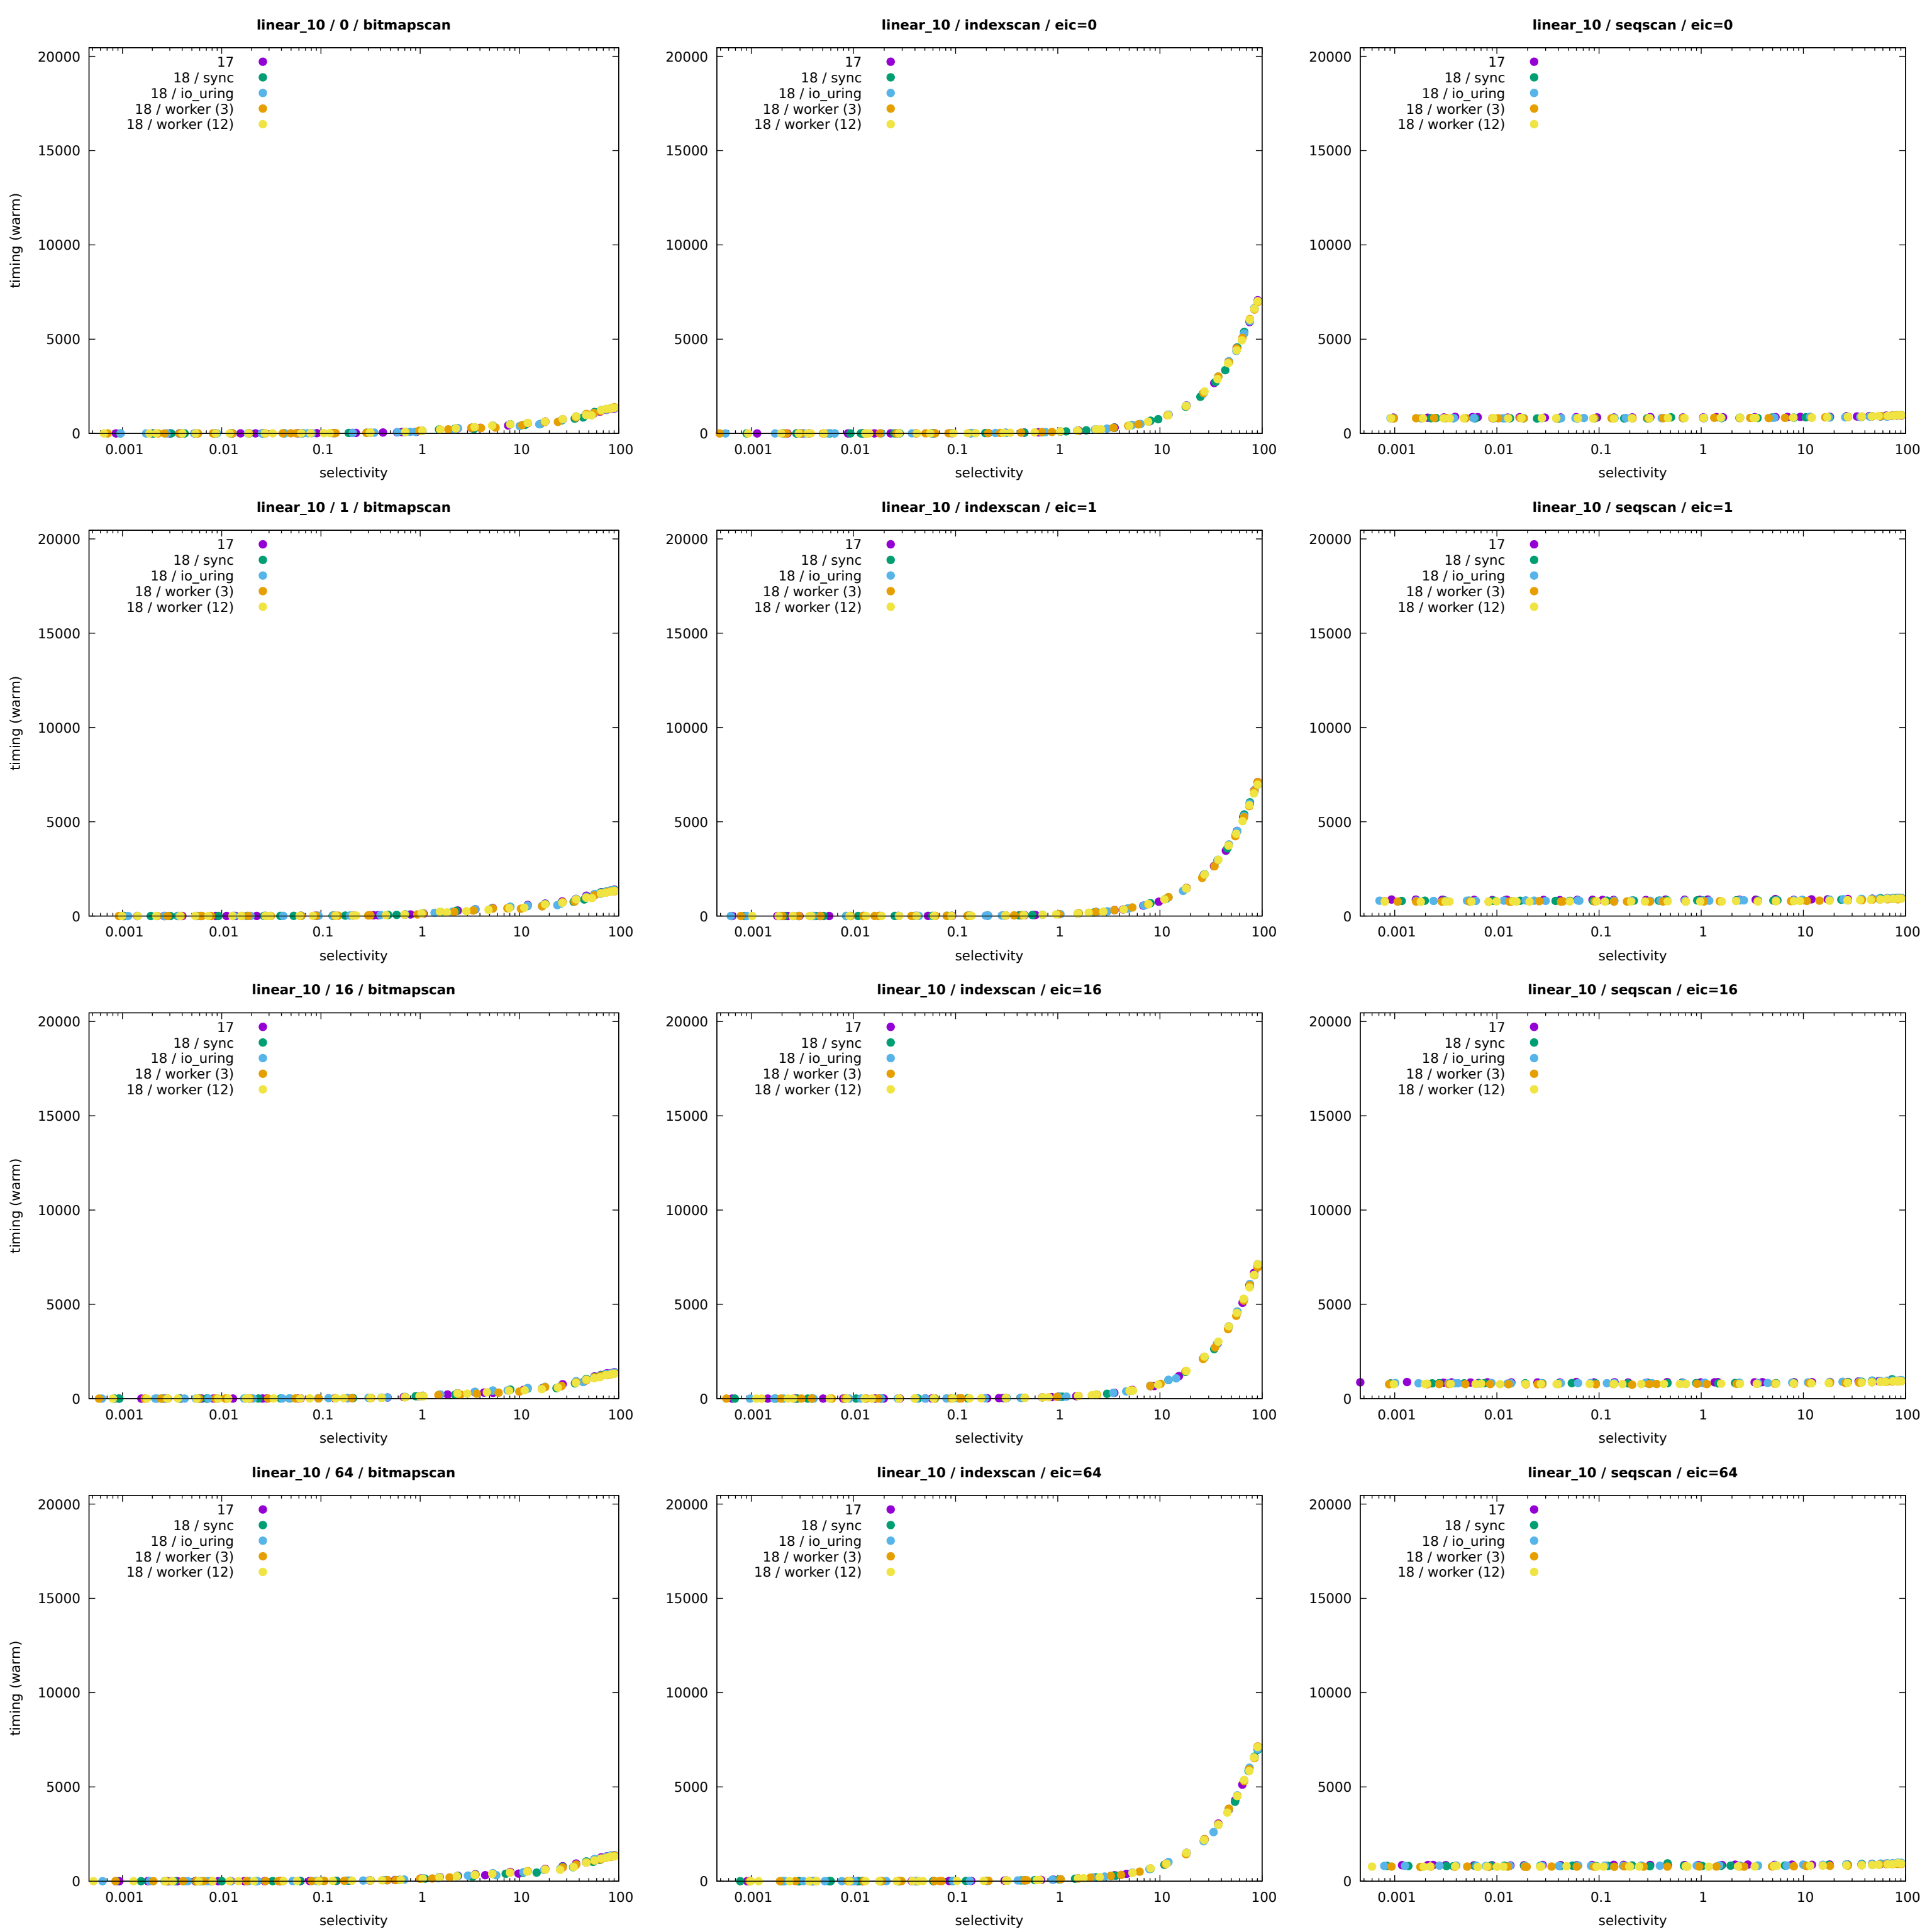 linear_10 / 0 / bitmapscan
20000
15000
10000
5000
0
0.001 0.01 0.1 1 10 100
timing (warm)
selectivity
17
18 / sync
18 / io_uring
18 / worker (3)
18 / worker (12)
linear_10 / indexscan / eic=0
20000
15000
10000
5000
0
0.001 0.01 0.1 1 10 100
selectivity
17
18 / sync
18 / io_uring
18 / worker (3)
18 / worker (12)
linear_10 / seqscan / eic=0
20000
15000
10000
5000
0
0.001 0.01 0.1 1 10 100
selectivity
17
18 / sync
18 / io_uring
18 / worker (3)
18 / worker (12)
linear_10 / 1 / bitmapscan
20000
15000
10000
5000
0
0.001 0.01 0.1 1 10 100
timing (warm)
selectivity
17
18 / sync
18 / io_uring
18 / worker (3)
18 / worker (12)
linear_10 / indexscan / eic=1
20000
15000
10000
5000
0
0.001 0.01 0.1 1 10 100
selectivity
17
18 / sync
18 / io_uring
18 / worker (3)
18 / worker (12)
linear_10 / seqscan / eic=1
20000
15000
10000
5000
0
0.001 0.01 0.1 1 10 100
selectivity
17
18 / sync
18 / io_uring
18 / worker (3)
18 / worker (12)
linear_10 / 16 / bitmapscan
20000
15000
10000
5000
0
0.001 0.01 0.1 1 10 100
timing (warm)
selectivity
17
18 / sync
18 / io_uring
18 / worker (3)
18 / worker (12)
linear_10 / indexscan / eic=16
20000
15000
10000
5000
0
0.001 0.01 0.1 1 10 100
selectivity
17
18 / sync
18 / io_uring
18 / worker (3)
18 / worker (12)
linear_10 / seqscan / eic=16
20000
15000
10000
5000
0
0.001 0.01 0.1 1 10 100
selectivity
17
18 / sync
18 / io_uring
18 / worker (3)
18 / worker (12)
linear_10 / 64 / bitmapscan
20000
15000
10000
5000
0
0.001 0.01 0.1 1 10 100
timing (warm)
selectivity
17
18 / sync
18 / io_uring
18 / worker (3)
18 / worker (12)
linear_10 / indexscan / eic=64
20000
15000
10000
5000
0
0.001 0.01 0.1 1 10 100
selectivity
17
18 / sync
18 / io_uring
18 / worker (3)
18 / worker (12)
linear_10 / seqscan / eic=64
20000
15000
10000
5000
0
0.001 0.01 0.1 1 10 100
selectivity
17
18 / sync
18 / io_uring
18 / worker (3)
18 / worker (12)